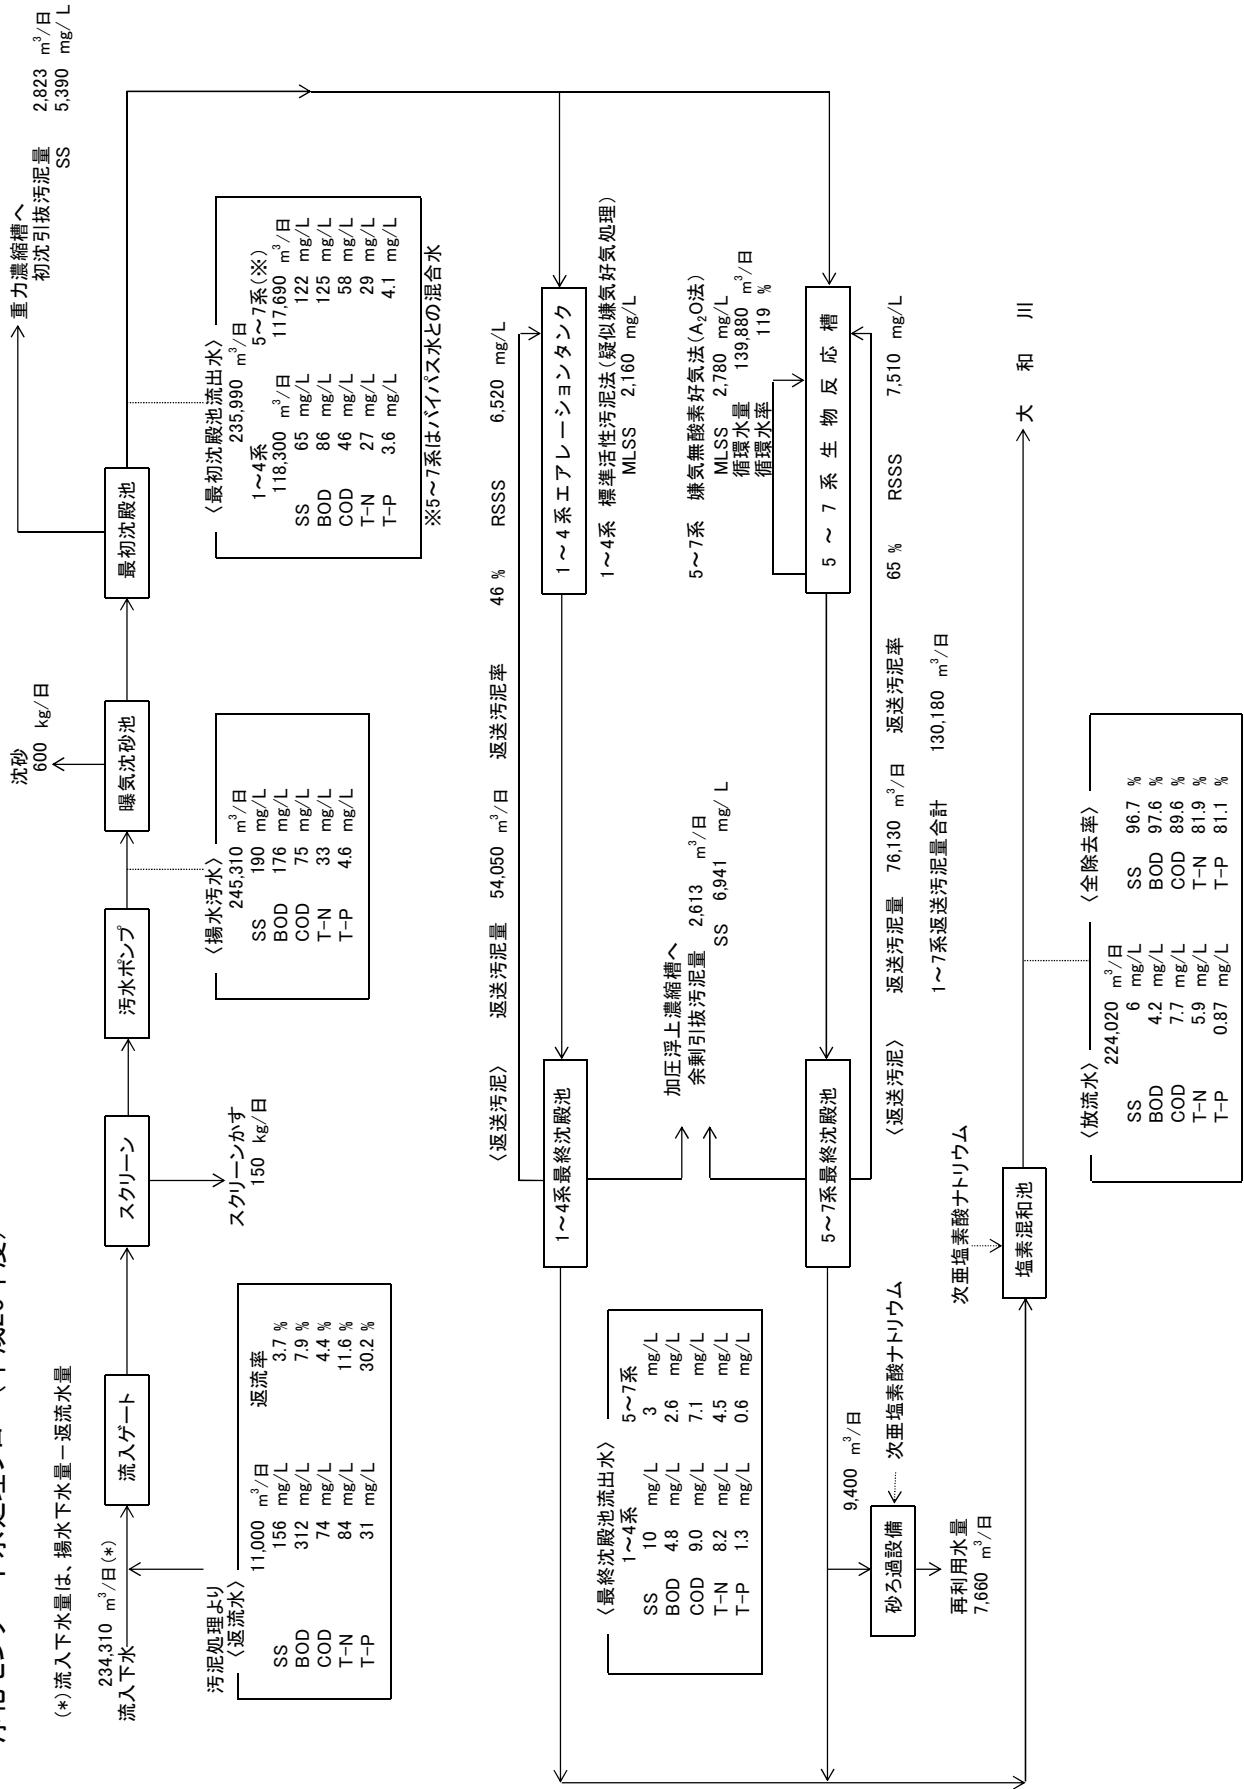 (*)流入下水量は、揚水下水量－返流水量
234,310 m³/日(*)
流入下水
流入ゲート
スクリーン
汚水ポンプ
曝気沈砂池
最初沈殿池
スクリーンかす
150 kg/日
沈砂
600 kg/日
重力濃縮槽へ
初沈引抜汚泥量 2,823 m³/日
SS 5,390 mg/L
汚泥処理より
〈返流水〉
11,000 m³/日 返流率
SS 156 mg/L 3.7 %
BOD 312 mg/L 7.9 %
COD 74 mg/L 4.4 %
T-N 84 mg/L 11.6 %
T-P 31 mg/L 30.2 %
〈揚水汚水〉
245,310 m³/日
SS 190 mg/L
BOD 176 mg/L
COD 75 mg/L
T-N 33 mg/L
T-P 4.6 mg/L
〈最初沈殿池流出水〉
235,990 m³/日
1～4系 5～7系(※)
118,300 m³/日 117,690 m³/日
SS 65 mg/L 122 mg/L
BOD 86 mg/L 125 mg/L
COD 46 mg/L 58 mg/L
T-N 27 mg/L 29 mg/L
T-P 3.6 mg/L 4.1 mg/L
※5～7系はバイパス水との混合水
〈返送汚泥〉 返送汚泥量 54,050 m³/日 返送汚泥率 46 % RSSS 6,520 mg/L
1～4系最終沈殿池
1～4系エアレーションタンク
1～4系 標準活性汚泥法(疑似嫌気好気処理)
MLSS 2,160 mg/L
加圧浮上濃縮槽へ
余剰引抜汚泥量 2,613 m³/日
SS 6,941 mg/L
5～7系 嫌気無酸素好気法(A₂O法)
MLSS 2,780 mg/L
循環水量 139,880 m³/日
循環水率 119 %
5～7系最終沈殿池
5～7系生物反応槽
〈返送汚泥〉 返送汚泥量 76,130 m³/日 返送汚泥率 65 % RSSS 7,510 mg/L
1～7系返送汚泥量合計 130,180 m³/日
〈最終沈殿池流出水〉
1～4系 5～7系
SS 10 mg/L 3 mg/L
BOD 4.8 mg/L 2.6 mg/L
COD 9.0 mg/L 7.1 mg/L
T-N 8.2 mg/L 4.5 mg/L
T-P 1.3 mg/L 0.6 mg/L
9,400 m³/日
砂ろ過設備
次亜塩素酸ナトリウム
再利用水量
7,660 m³/日
次亜塩素酸ナトリウム
塩素混和池
大和川
〈放流水〉 〈全除去率〉
224,020 m³/日
SS 6 mg/L SS 96.7 %
BOD 4.2 mg/L BOD 97.6 %
COD 7.7 mg/L COD 89.6 %
T-N 5.9 mg/L T-N 81.9 %
T-P 0.87 mg/L T-P 81.1 %